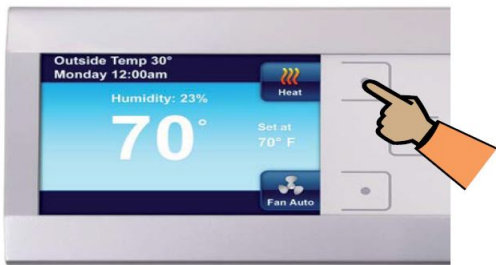 Outside Temp 30°
Monday 12:00am
Heat
Humidity: 23%
70°
Set at
70° F
Fan Auto